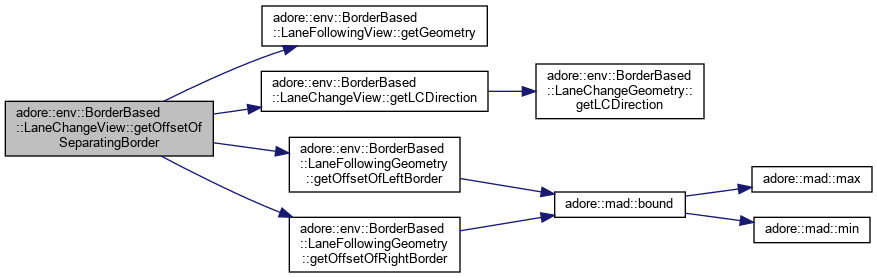 adore::env::BorderBased
::LaneChangeView::getOffsetOf
SeparatingBorder
adore::env::BorderBased
::LaneFollowingView::getGeometry
adore::env::BorderBased
::LaneChangeView::getLCDirection
adore::env::BorderBased
::LaneChangeGeometry::
getLCDirection
adore::env::BorderBased
::LaneFollowingGeometry
::getOffsetOfLeftBorder
adore::env::BorderBased
::LaneFollowingGeometry
::getOffsetOfRightBorder
adore::mad::bound
adore::mad::max
adore::mad::min